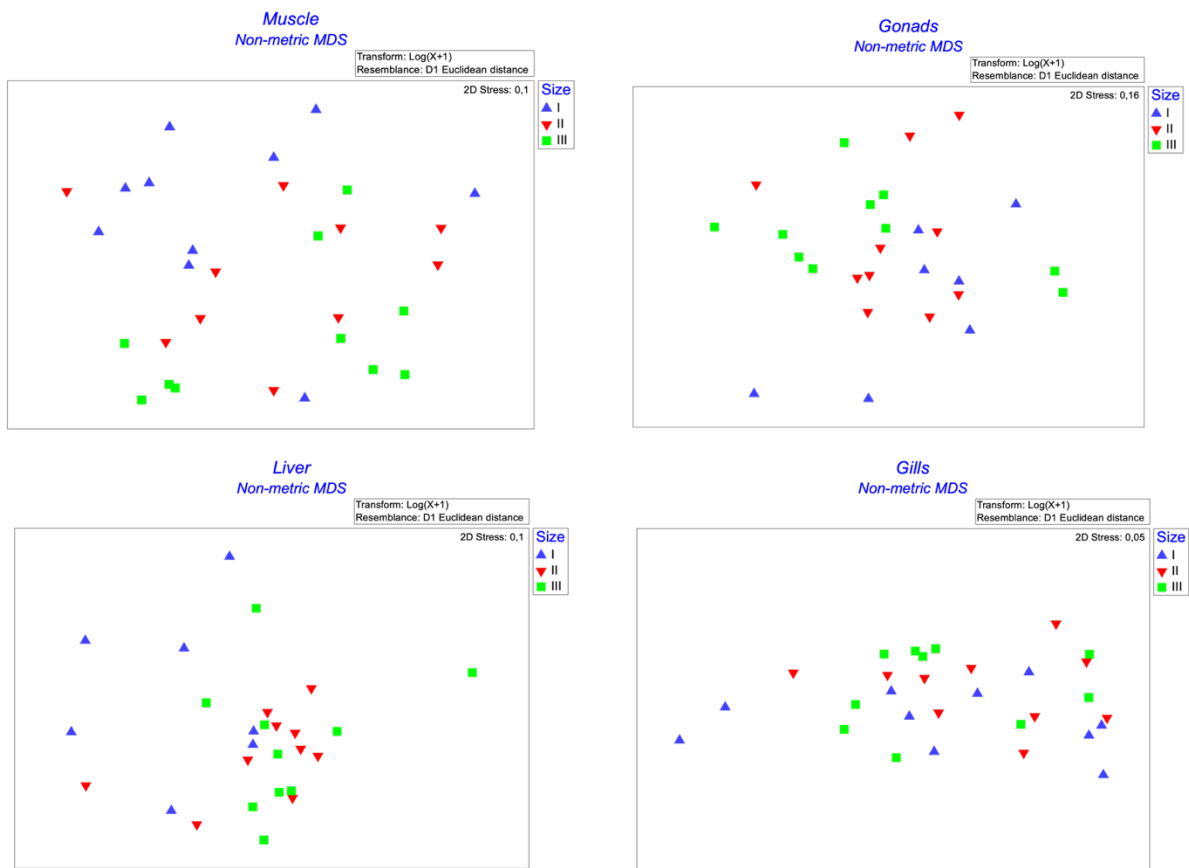 Muscle
Non-metric MDS
Transform: Log(X+1)
Resemblance: D1 Euclidean distance
2D Stress: 0,1
Size
I
II
III
Gonads
Non-metric MDS
Transform: Log(X+1)
Resemblance: D1 Euclidean distance
2D Stress: 0,16
Size
I
II
III
Liver
Non-metric MDS
Transform: Log(X+1)
Resemblance: D1 Euclidean distance
2D Stress: 0,1
Size
I
II
III
Gills
Non-metric MDS
Transform: Log(X+1)
Resemblance: D1 Euclidean distance
2D Stress: 0,05
Size
I
II
III